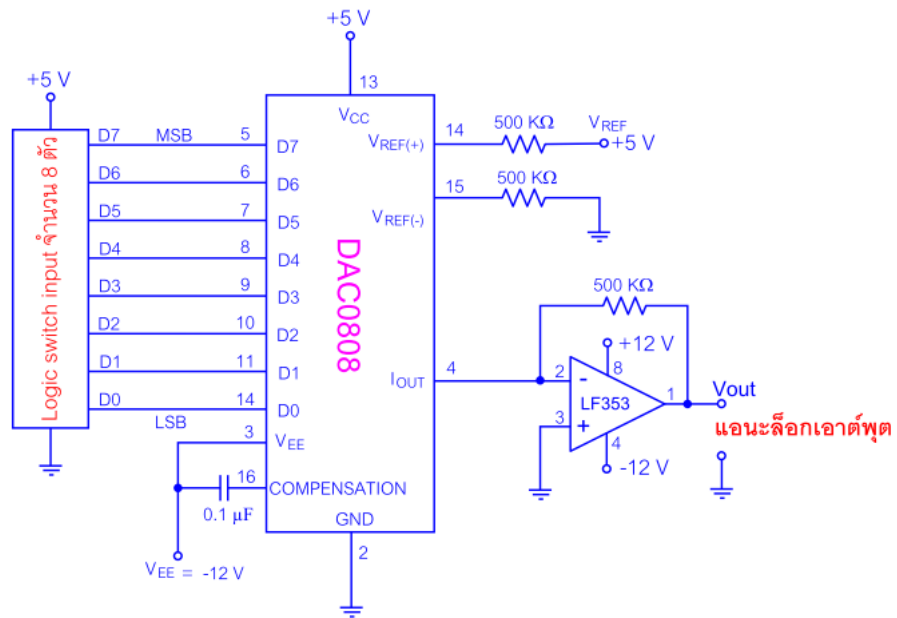 +5 V
+5 V
13
VCC
Logic switch input จำนวน 8 ตัว
D7 MSB 5 D7
D6 6 D6
D5 7 D5
D4 8 D4
D3 9 D3
D2 10 D2
D1 11 D1
D0 14 D0
LSB
3 VEE
16 COMPENSATION
0.1 µF
VEE = -12 V
GND
2
DAC0808
VREF(+) 14 500 KΩ VREF
+5 V
15 500 KΩ
VREF(-)
500 KΩ
IOUT 4
+12 V
8
2 -
LF353
1 Vout
3 +
4
-12 V
แอนะล็อกเอาต์พุต